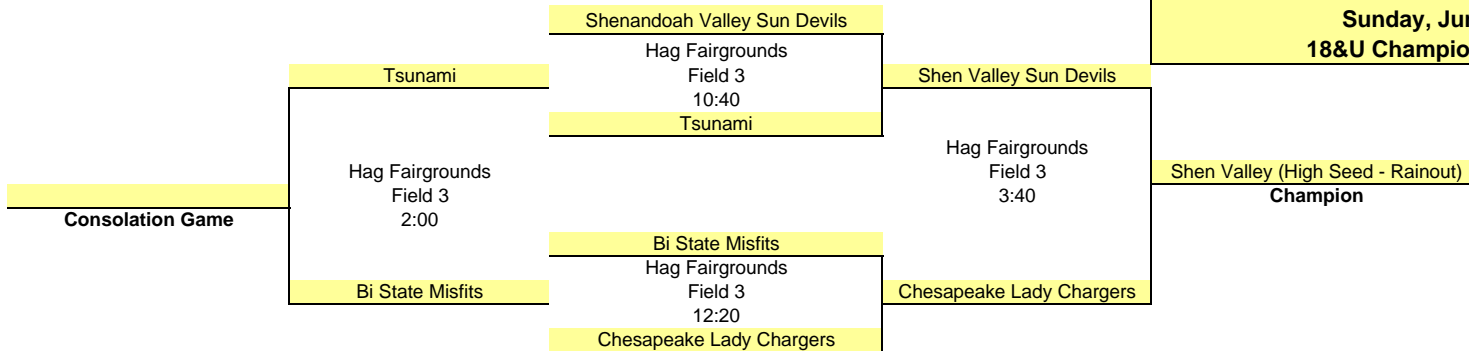 Shenandoah Valley Sun Devils
Sunday, Jun
18&U Champio
Hag Fairgrounds
Field 3
10:40
Tsunami
Shen Valley Sun Devils
Tsunami
Hag Fairgrounds
Field 3
3:40
Hag Fairgrounds
Field 3
2:00
Shen Valley (High Seed - Rainout)
Champion
Consolation Game
Bi State Misfits
Hag Fairgrounds
Field 3
12:20
Bi State Misfits
Chesapeake Lady Chargers
Chesapeake Lady Chargers